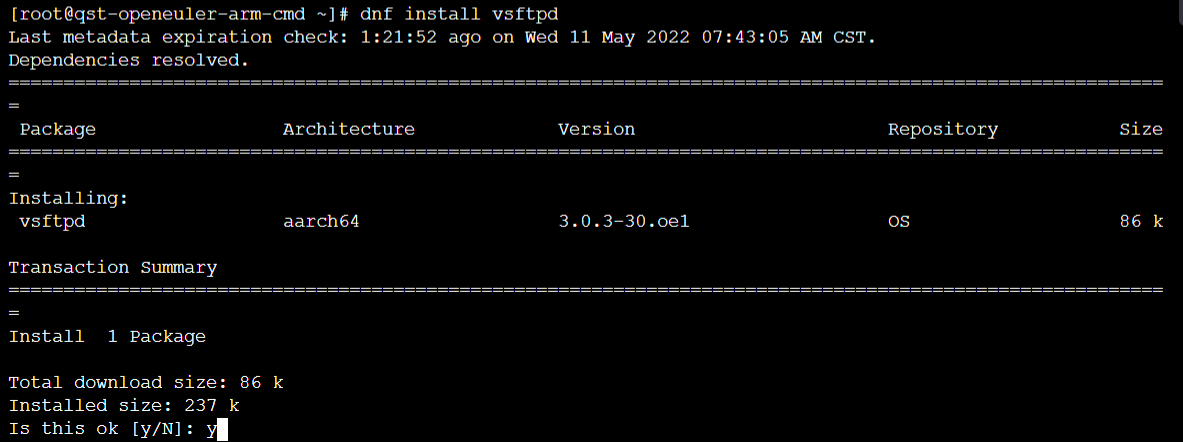 [root@qst-openeuler-arm-cmd ~]# dnf install vsftpd
Last metadata expiration check: 1:21:52 ago on Wed 11 May 2022 07:43:05 AM CST.
Dependencies resolved.
=========================================================================================================
=
 Package                 Architecture             Version                       Repository           Size
=========================================================================================================
=
Installing:
 vsftpd                  aarch64                  3.0.3-30.oe1                  OS                   86 k

Transaction Summary
=========================================================================================================
=
Install  1 Package

Total download size: 86 k
Installed size: 237 k
Is this ok [y/N]: y